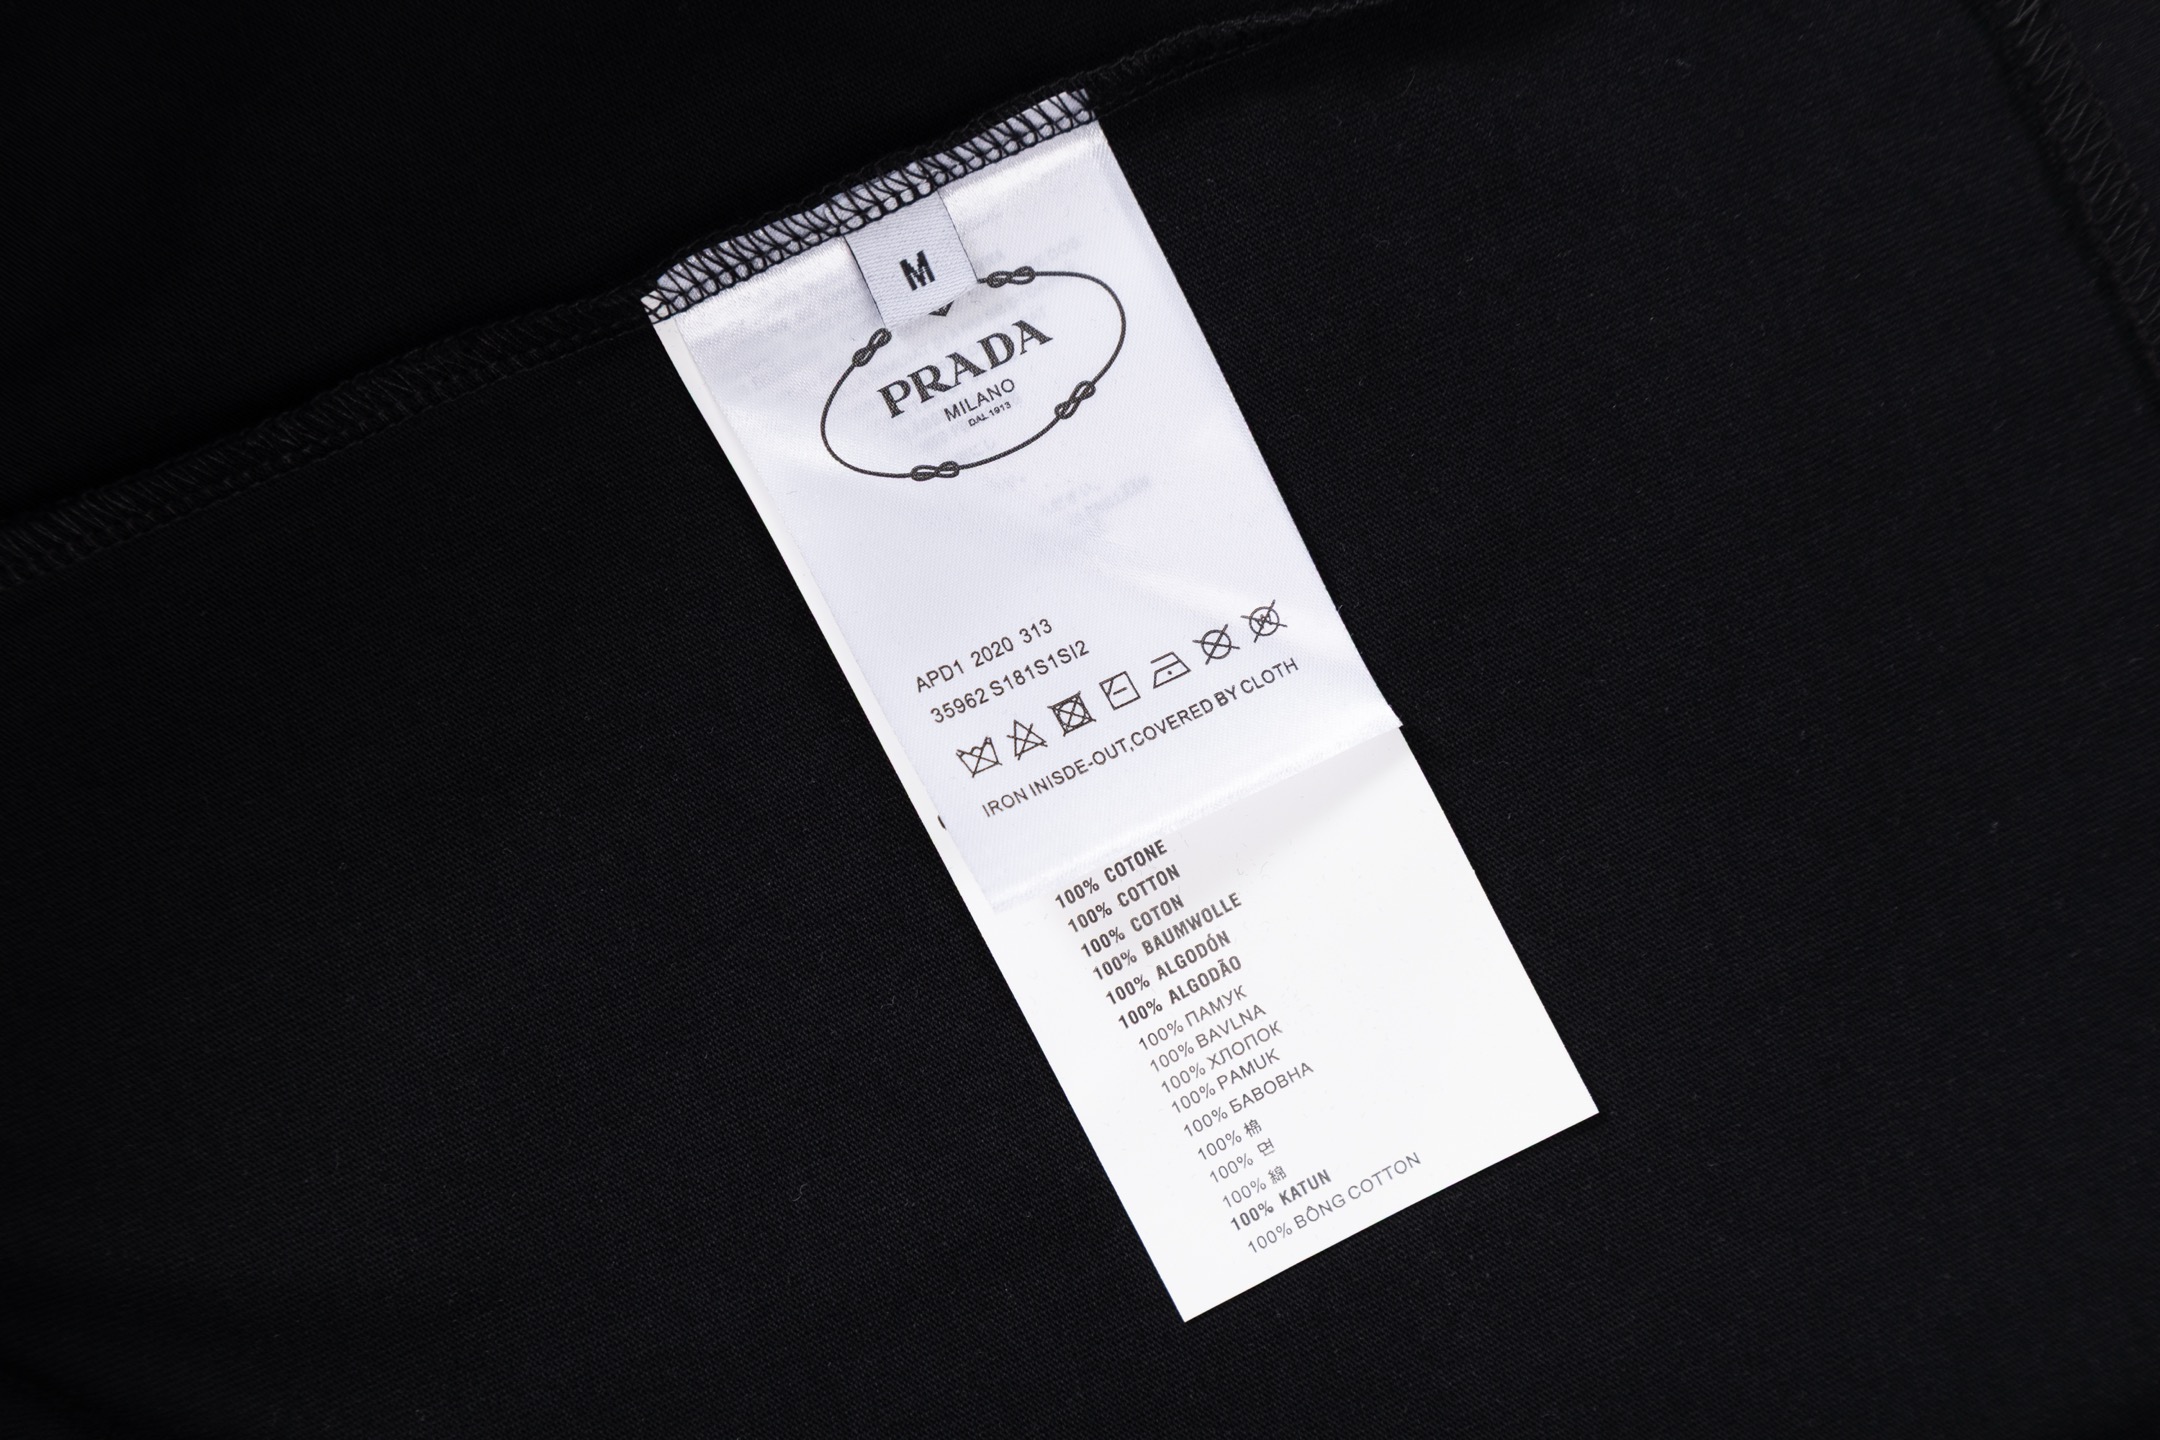 M
PRADA
MILANO
DAL 1913
APD1 2020 313
35962 S181S1SI2
IRON INISDE-OUT,COVERED BY CLOTH
100% COTONE
100% COTTON
100% COTON
100% BAUMWOLLE
100% ALGODÓN
100% ALGODÃO
100% ПАМУК
100% BAVLNA
100% ХЛОПОК
100% PAMUK
100% БАВОВНА
100% 棉
100% 면
100% 綿
100% KATUN
100% BÔNG COTTON